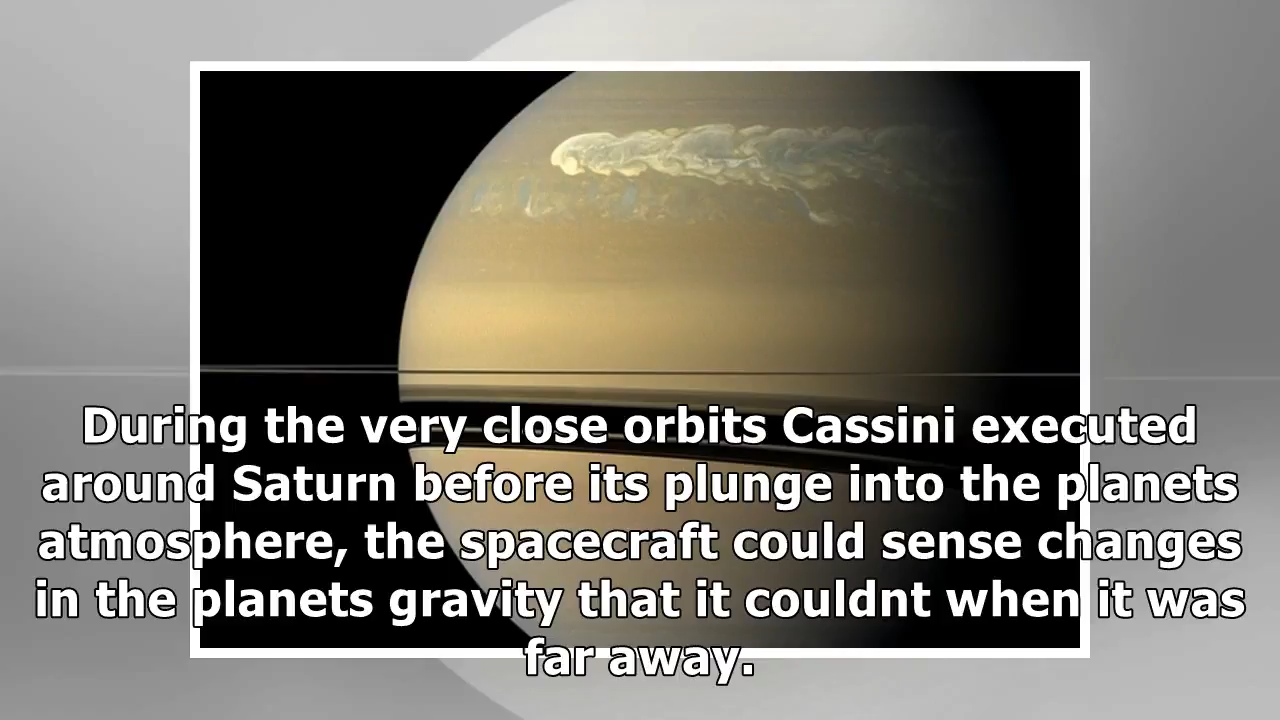 During the very close orbits Cassini executed
around Saturn before its plunge into the planets
atmosphere, the spacecraft could sense changes
in the planets gravity that it couldnt when it was
far away.